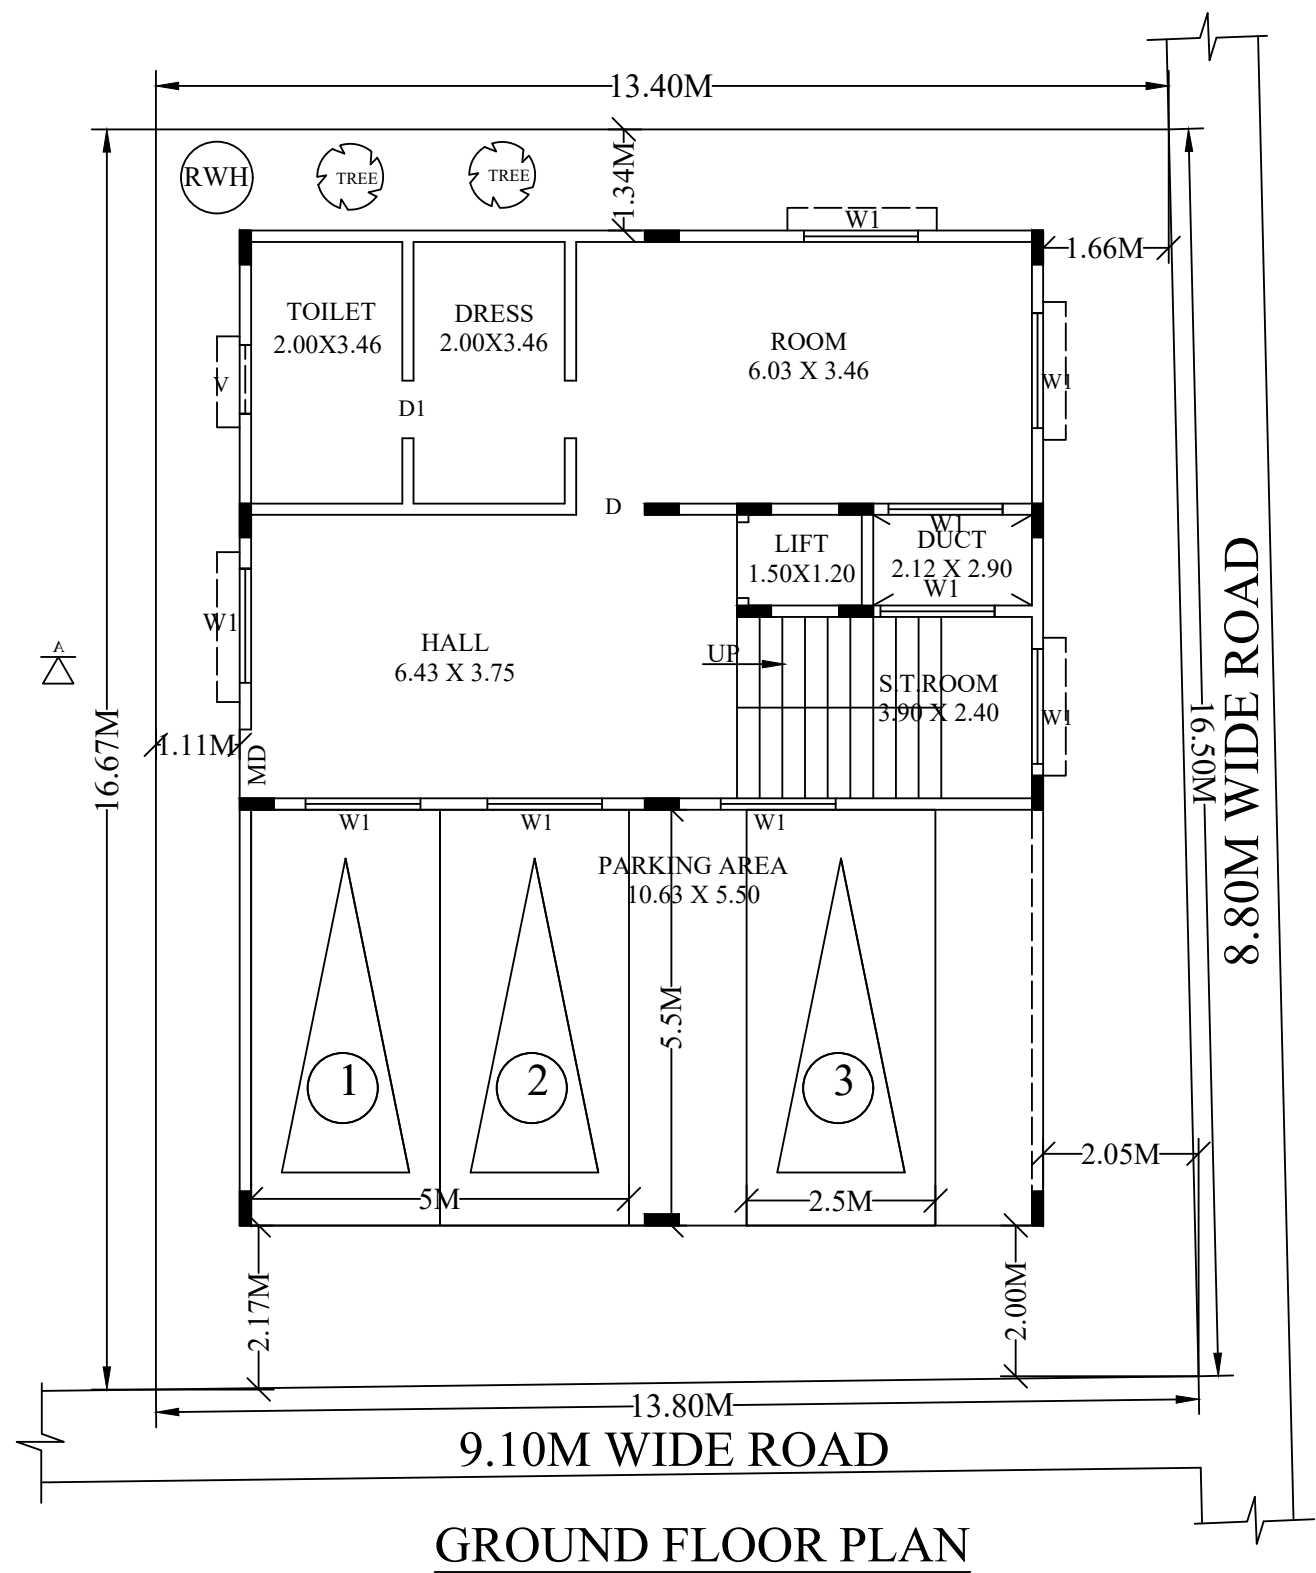 13.40M
RWH
TREE
TREE
1.34M
W1
1.66M
TOILET
2.00X3.46
DRESS
2.00X3.46
ROOM
6.03 X 3.46
V
W1
D1
D
W1
LIFT
1.50X1.20
DUCT
2.12 X 2.90
W1
W1
A
HALL
6.43 X 3.75
UP
S.T.ROOM
3.90 X 2.40
W1
16.67M
1.11M
MD
16.50M
8.80M WIDE ROAD
W1
W1
W1
PARKING AREA
10.63 X 5.50
5.5M
1
2
3
2.05M
5M
2.5M
2.17M
2.00M
13.80M
9.10M WIDE ROAD
GROUND FLOOR PLAN